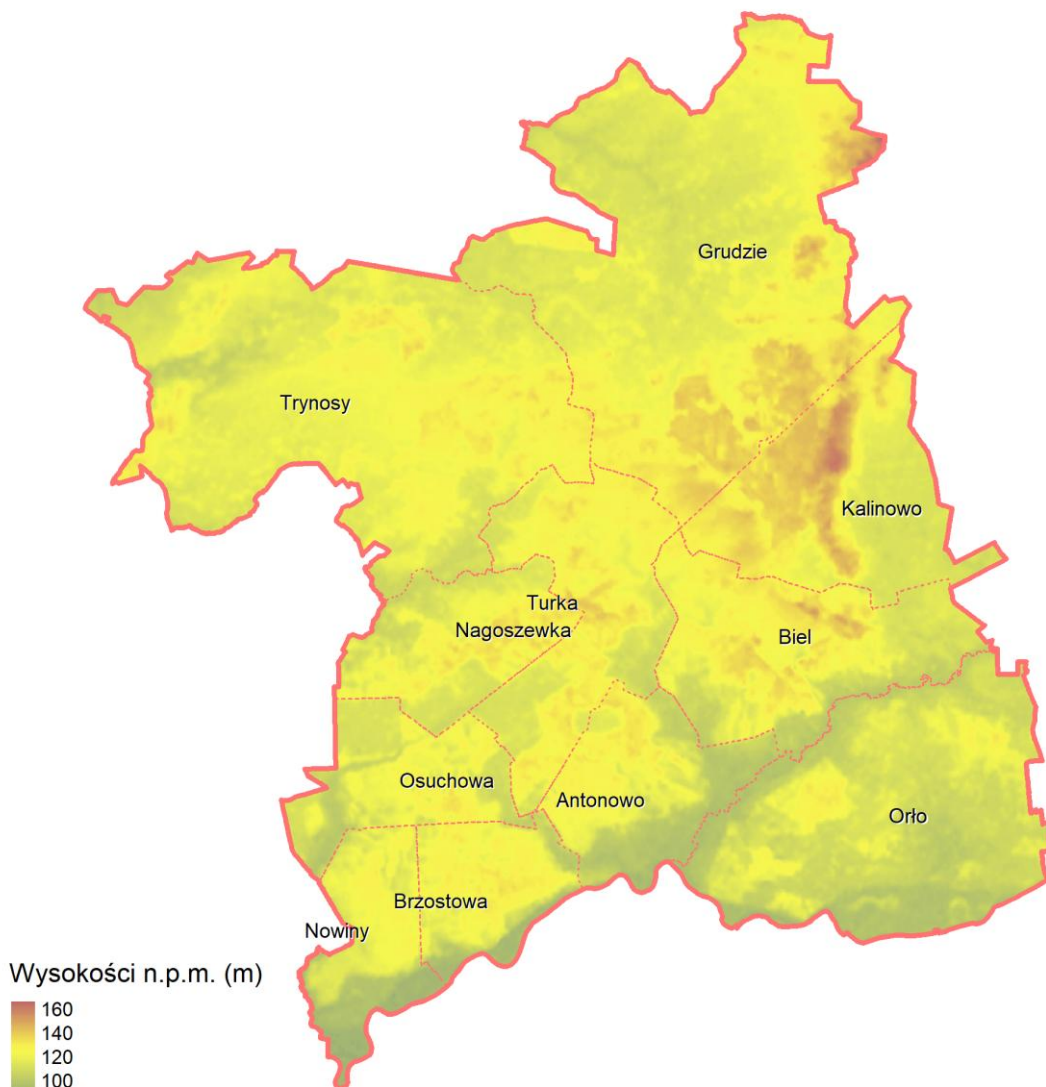 Grudzie
Trynosy
Kalinowo
Turka
Nagoszewka
Biel
Osuchowa
Antonowo
Orło
Brzostowa
Nowiny
Wysokości n.p.m. (m)
160
140
120
100